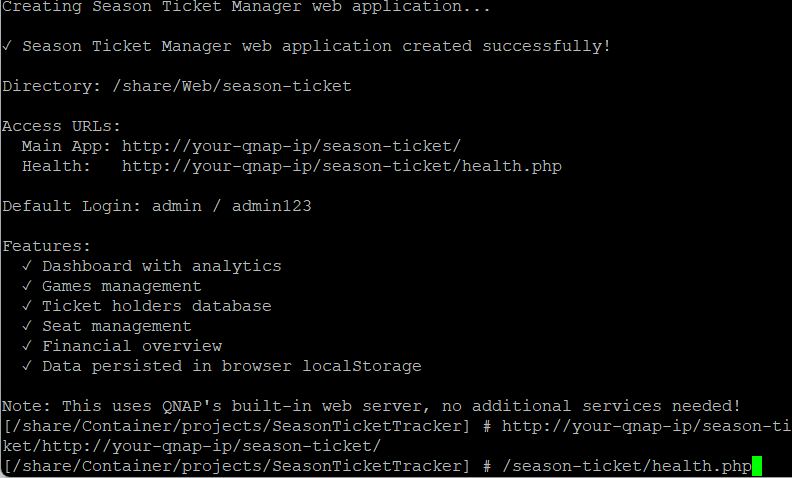 Creating Season Ticket Manager web application...
✓ Season Ticket Manager web application created successfully!
Directory: /share/Web/season-ticket
Access URLs:
Main App: http://your-qnap-ip/season-ticket/
Health: http://your-qnap-ip/season-ticket/health.php
Default Login: admin / admin123
Features:
✓ Dashboard with analytics
✓ Games management
✓ Ticket holders database
✓ Seat management
✓ Financial overview
✓ Data persisted in browser localStorage
Note: This uses QNAP's built-in web server, no additional services needed!
[/share/Container/projects/SeasonTicketTracker] # http://your-qnap-ip/season-ti
ket/http://your-qnap-ip/season-ticket/
[/share/Container/projects/SeasonTicketTracker] # /season-ticket/health.php